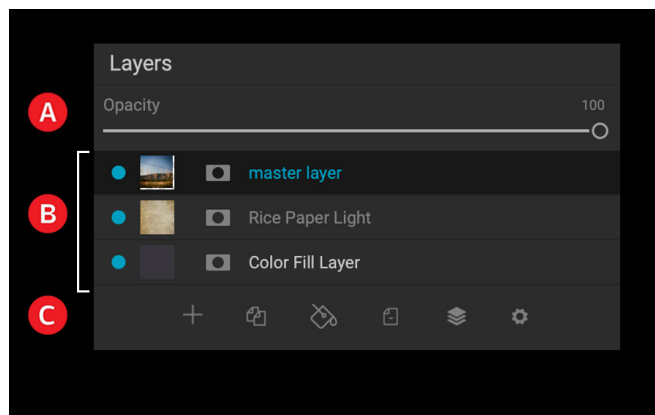 Layers
A
Opacity 100
master layer
B
Rice Paper Light
Color Fill Layer
C